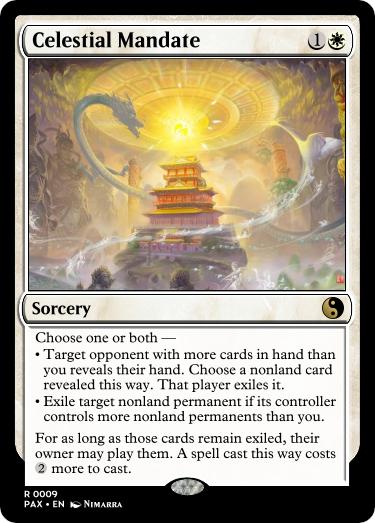 Celestial Mandate 1
Sorcery
Choose one or both —
• Target opponent with more cards in hand than
you reveals their hand. Choose a nonland card
revealed this way. That player exiles it.
• Exile target nonland permanent if its controller
controls more nonland permanents than you.
For as long as those cards remain exiled, their
owner may play them. A spell cast this way costs
2 more to cast.
R 0009
PAX • EN Nimarra